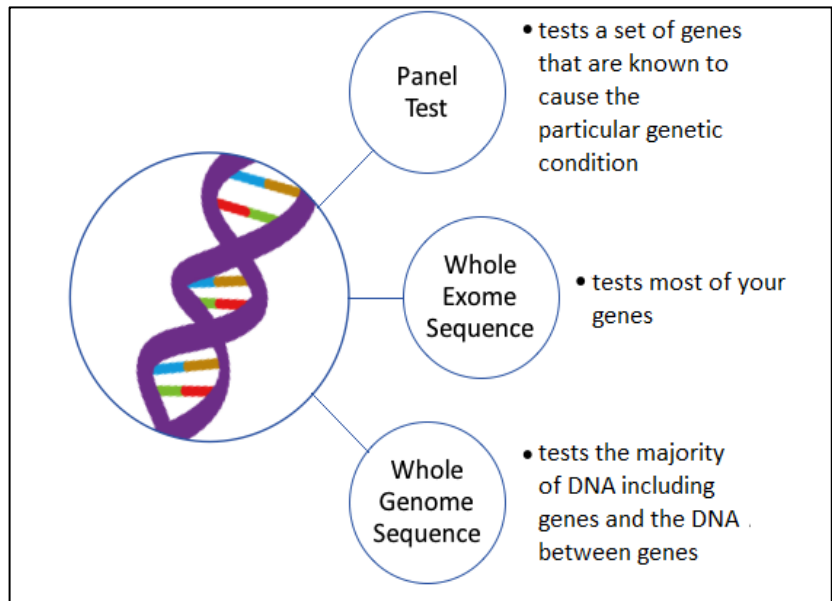 Panel
Test
• tests a set of genes
that are known to
cause the
particular genetic
condition
Whole
Exome
Sequence
• tests most of your
genes
Whole
Genome
Sequence
• tests the majority
of DNA including
genes and the DNA .
between genes